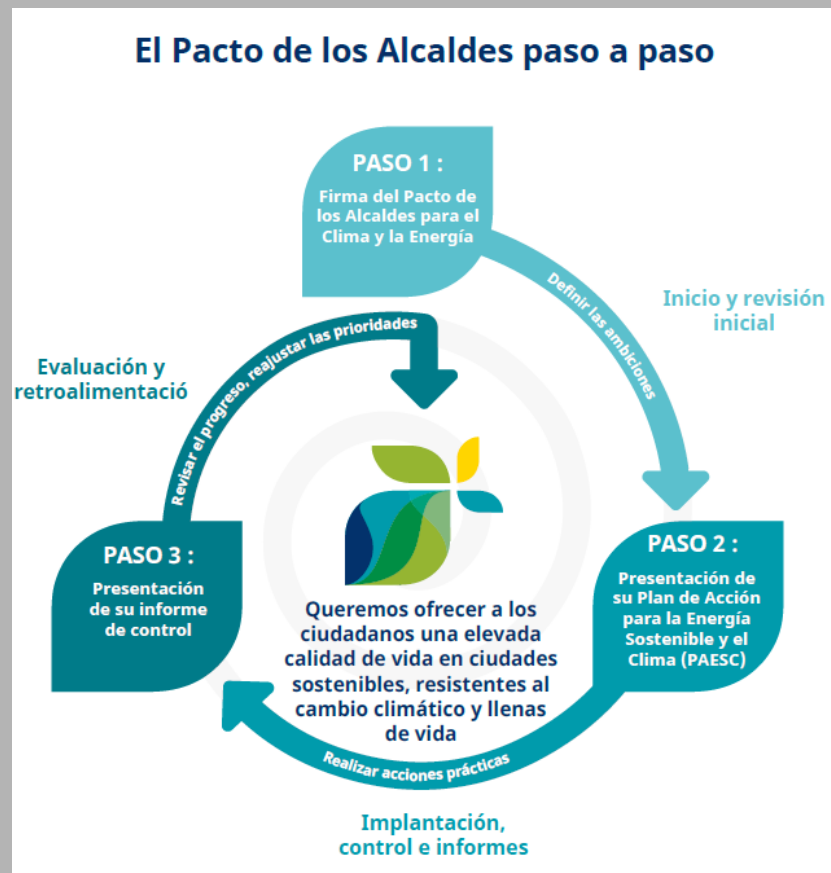 El Pacto de los Alcaldes paso a paso
PASO 1 :
Firma del Pacto de
los Alcaldes para el
Clima y la Energía
Definir las ambiciones
Inicio y revisión
inicial
PASO 2 :
Presentación de
su Plan de Acción
para la Energía
Sostenible y el
Clima (PAESC)
Realizar acciones prácticas
Implantación,
control e informes
PASO 3 :
Presentación
de su informe
de control
Revisar el progreso, reajustar las prioridades
Evaluación y
retroalimentació
Queremos ofrecer a los
ciudadanos una elevada
calidad de vida en ciudades
sostenibles, resistentes al
cambio climático y llenas
de vida